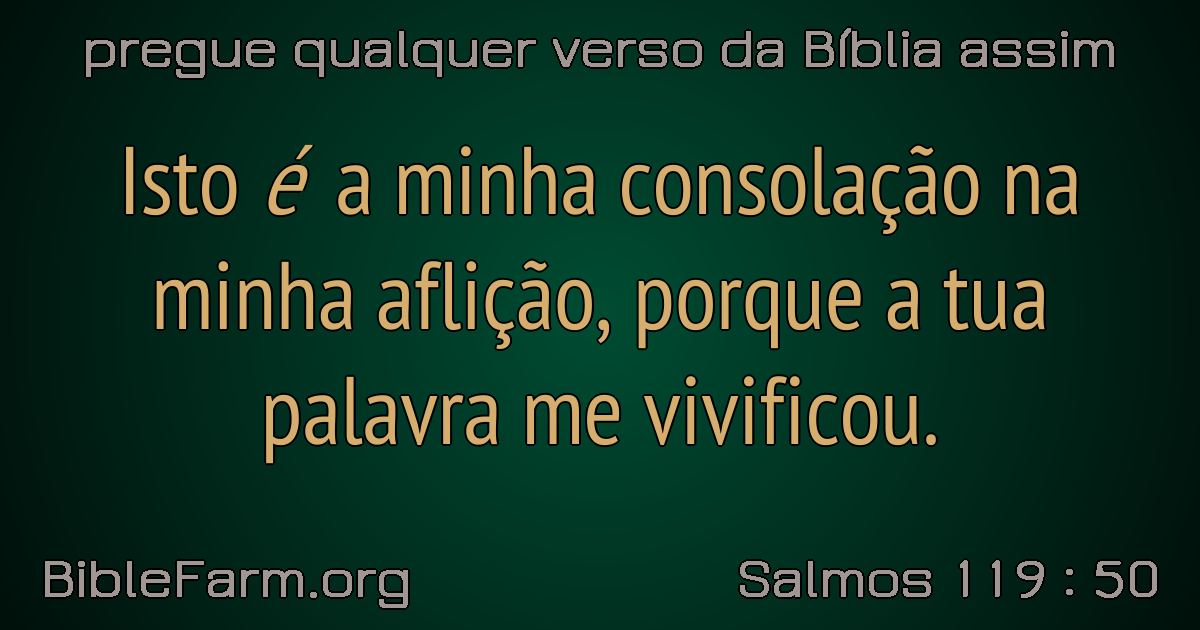 pregue qualquer verso da Bíblia assim
Isto é a minha consolação na
minha aflição, porque a tua
palavra me vivificou.
BibleFarm.org
Salmos 119 : 50